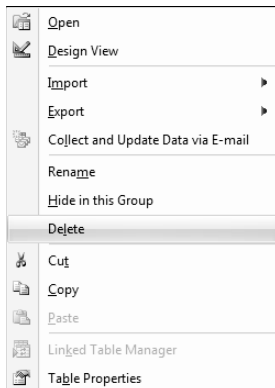 Open
Design View
Import
Export
Collect and Update Data via E-mail
Rename
Hide in this Group
Delete
Cut
Copy
Paste
Linked Table Manager
Table Properties